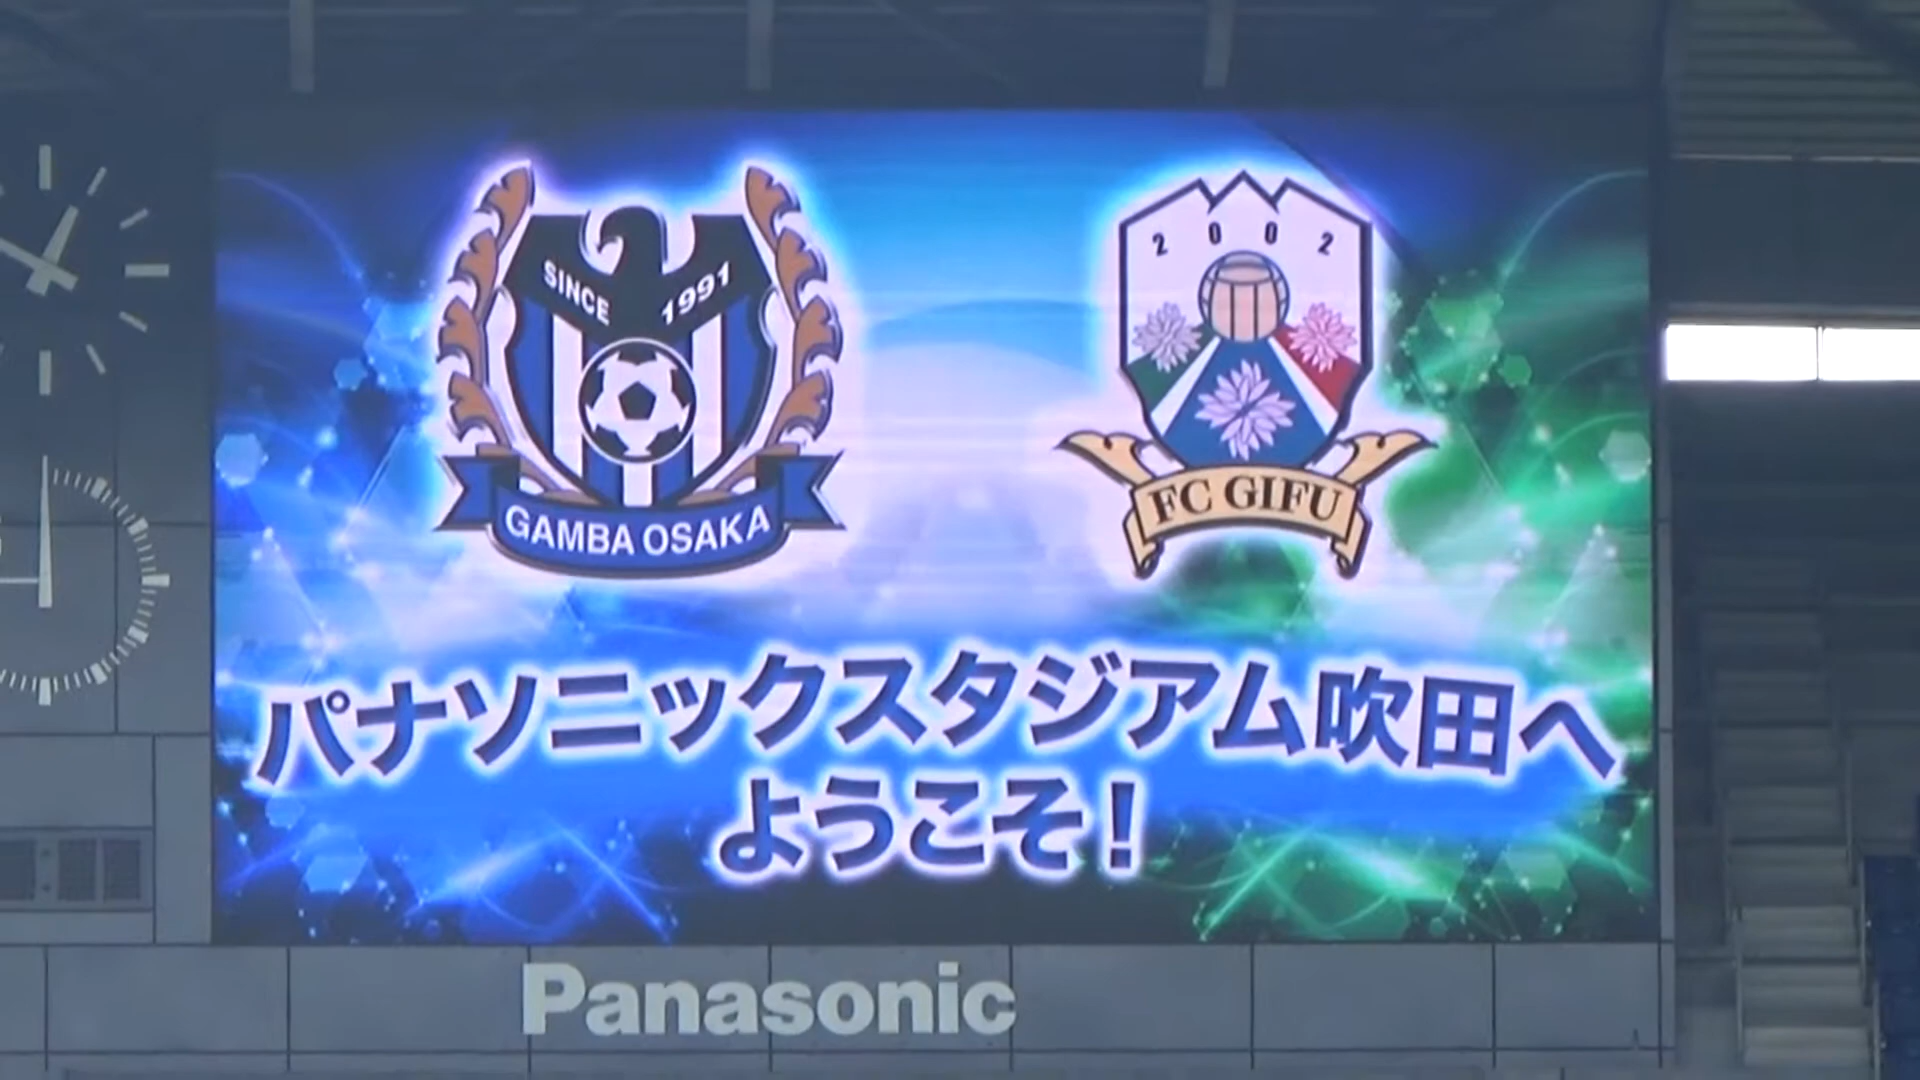 SINCE 1991
GAMBA OSAKA
2002
FC GIFU
パナソニックスタジアム吹田へ
ようこそ!
Panasonic